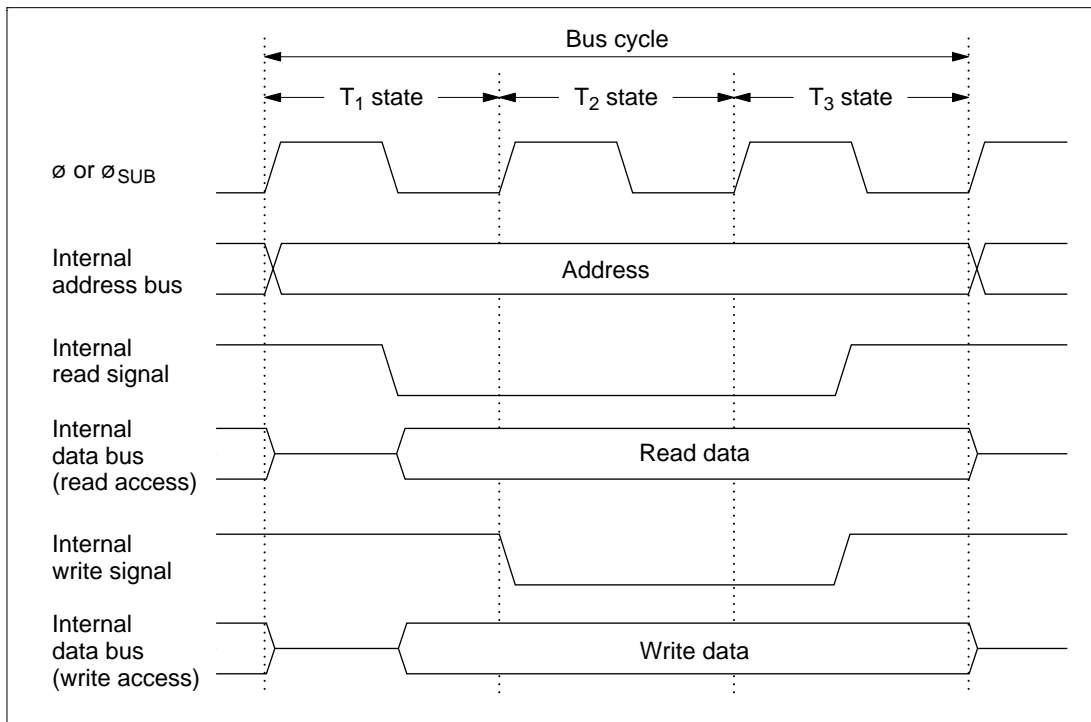 Bus cycle
T1 state
T2 state
T3 state
ø or øSUB
Internal
address bus
Address
Internal
read signal
Internal
data bus
(read access)
Read data
Internal
write signal
Internal
data bus
(write access)
Write data